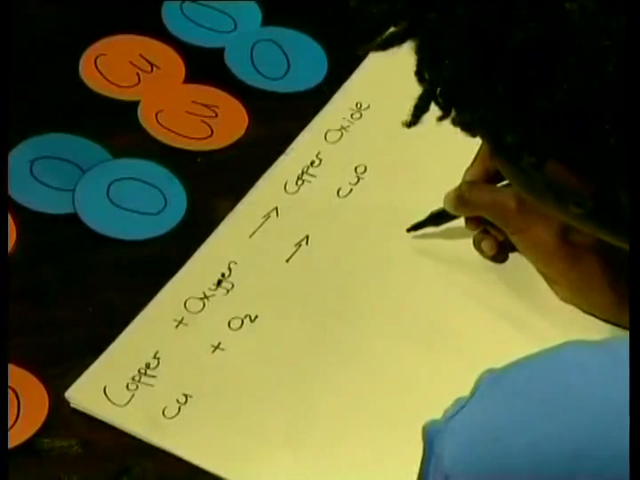 O O
Cu
Cu
O O
Copper + Oxygen → Copper Oxide
Cu + O₂ → CuO